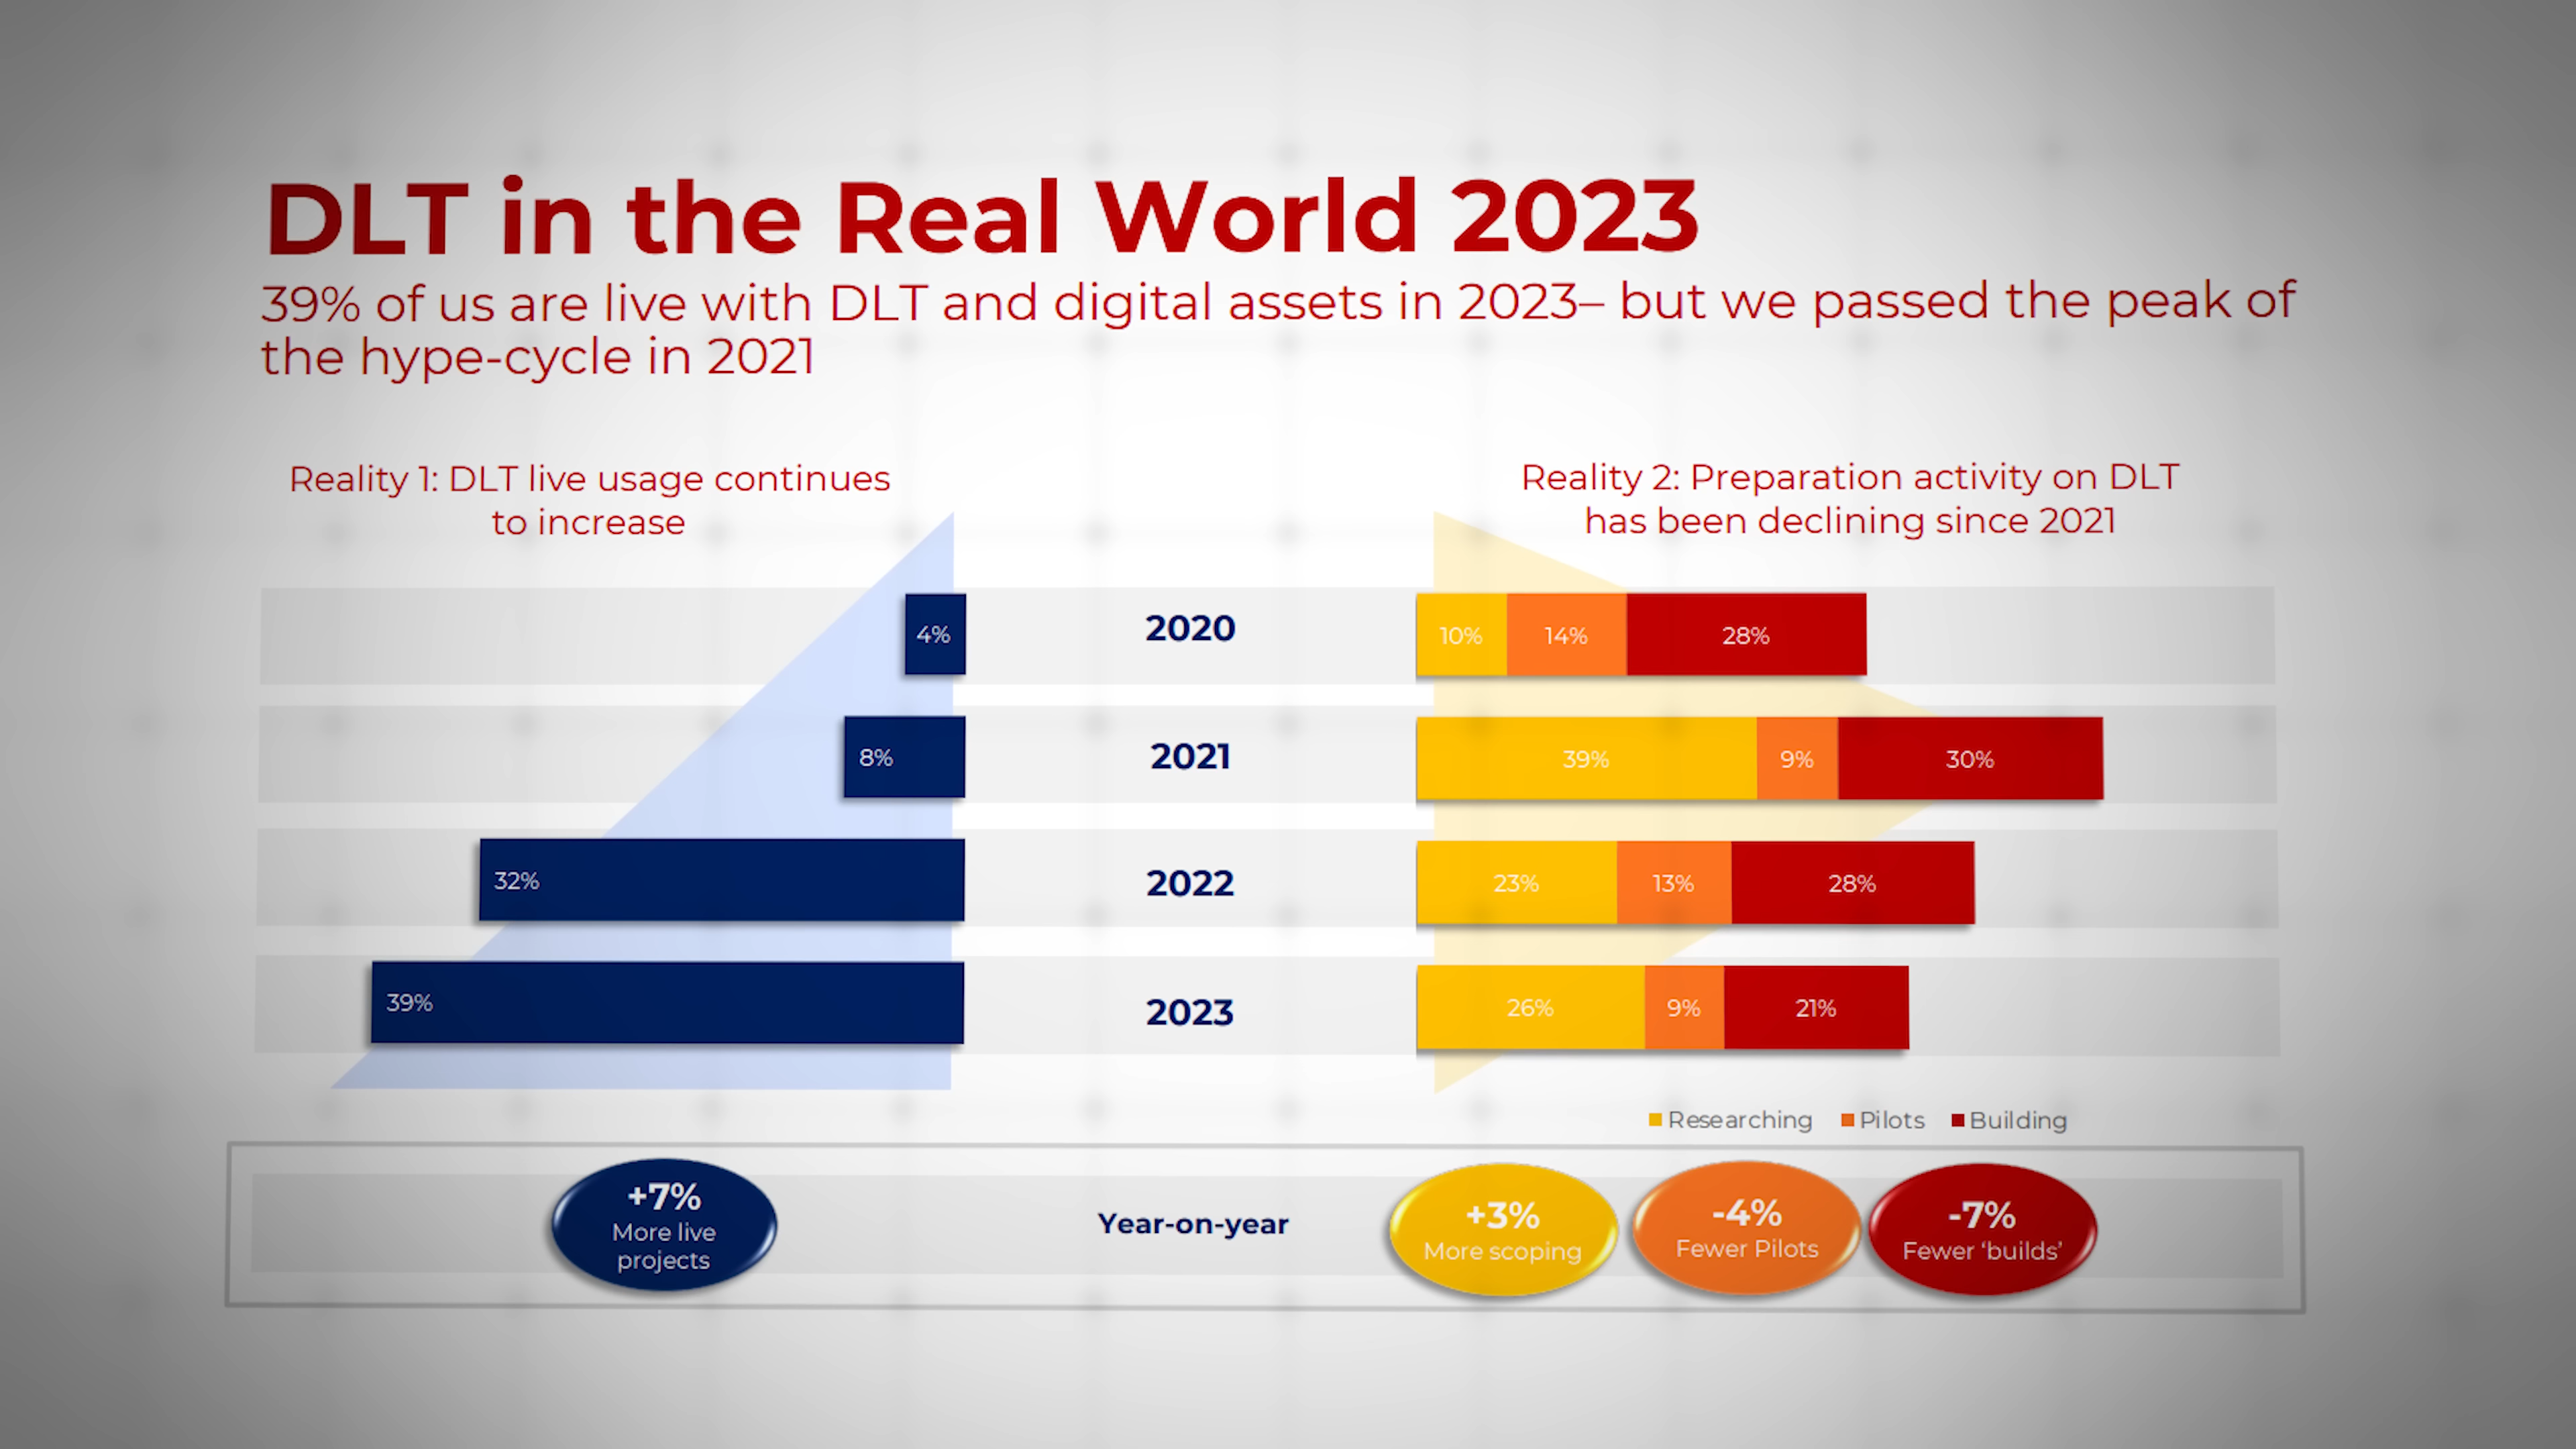 DLT in the Real World 2023
39% of us are live with DLT and digital assets in 2023– but we passed the peak of
the hype-cycle in 2021
Reality 1: DLT live usage continues
to increase
Reality 2: Preparation activity on DLT
has been declining since 2021
4%
2020
10%
14%
28%
8%
2021
39%
9%
30%
32%
2022
23%
13%
28%
39%
2023
26%
9%
21%
Researching
Pilots
Building
+7%
More live
projects
Year-on-year
+3%
More scoping
-4%
Fewer Pilots
-7%
Fewer ‘builds’